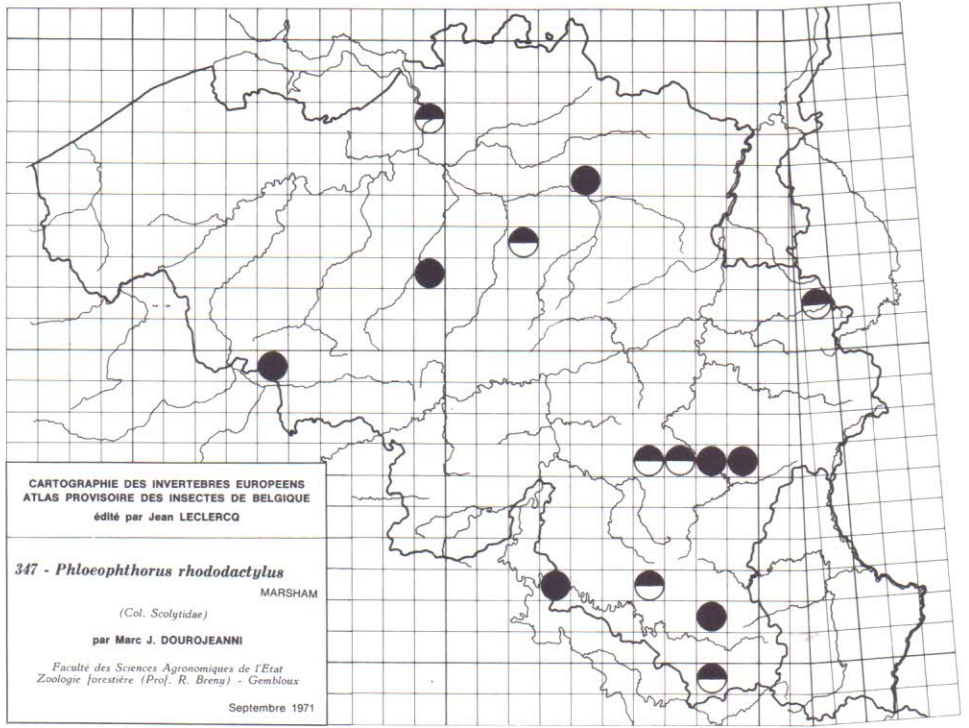 CARTOGRAPHIE DES INVERTEBRES EUROPEENS
ATLAS PROVISOIRE DES INSECTES DE BELGIQUE
édité par Jean LECLERCQ
347 - Phloeophthorus rhododactylus
MARSHAM
(Col. Scolytidae)
par Marc J. DOUROJEANNI
Faculté des Sciences Agronomiques de l'Etat
Zoologie forestière (Prof. R. Breny) - Gembloux
Septembre 1971